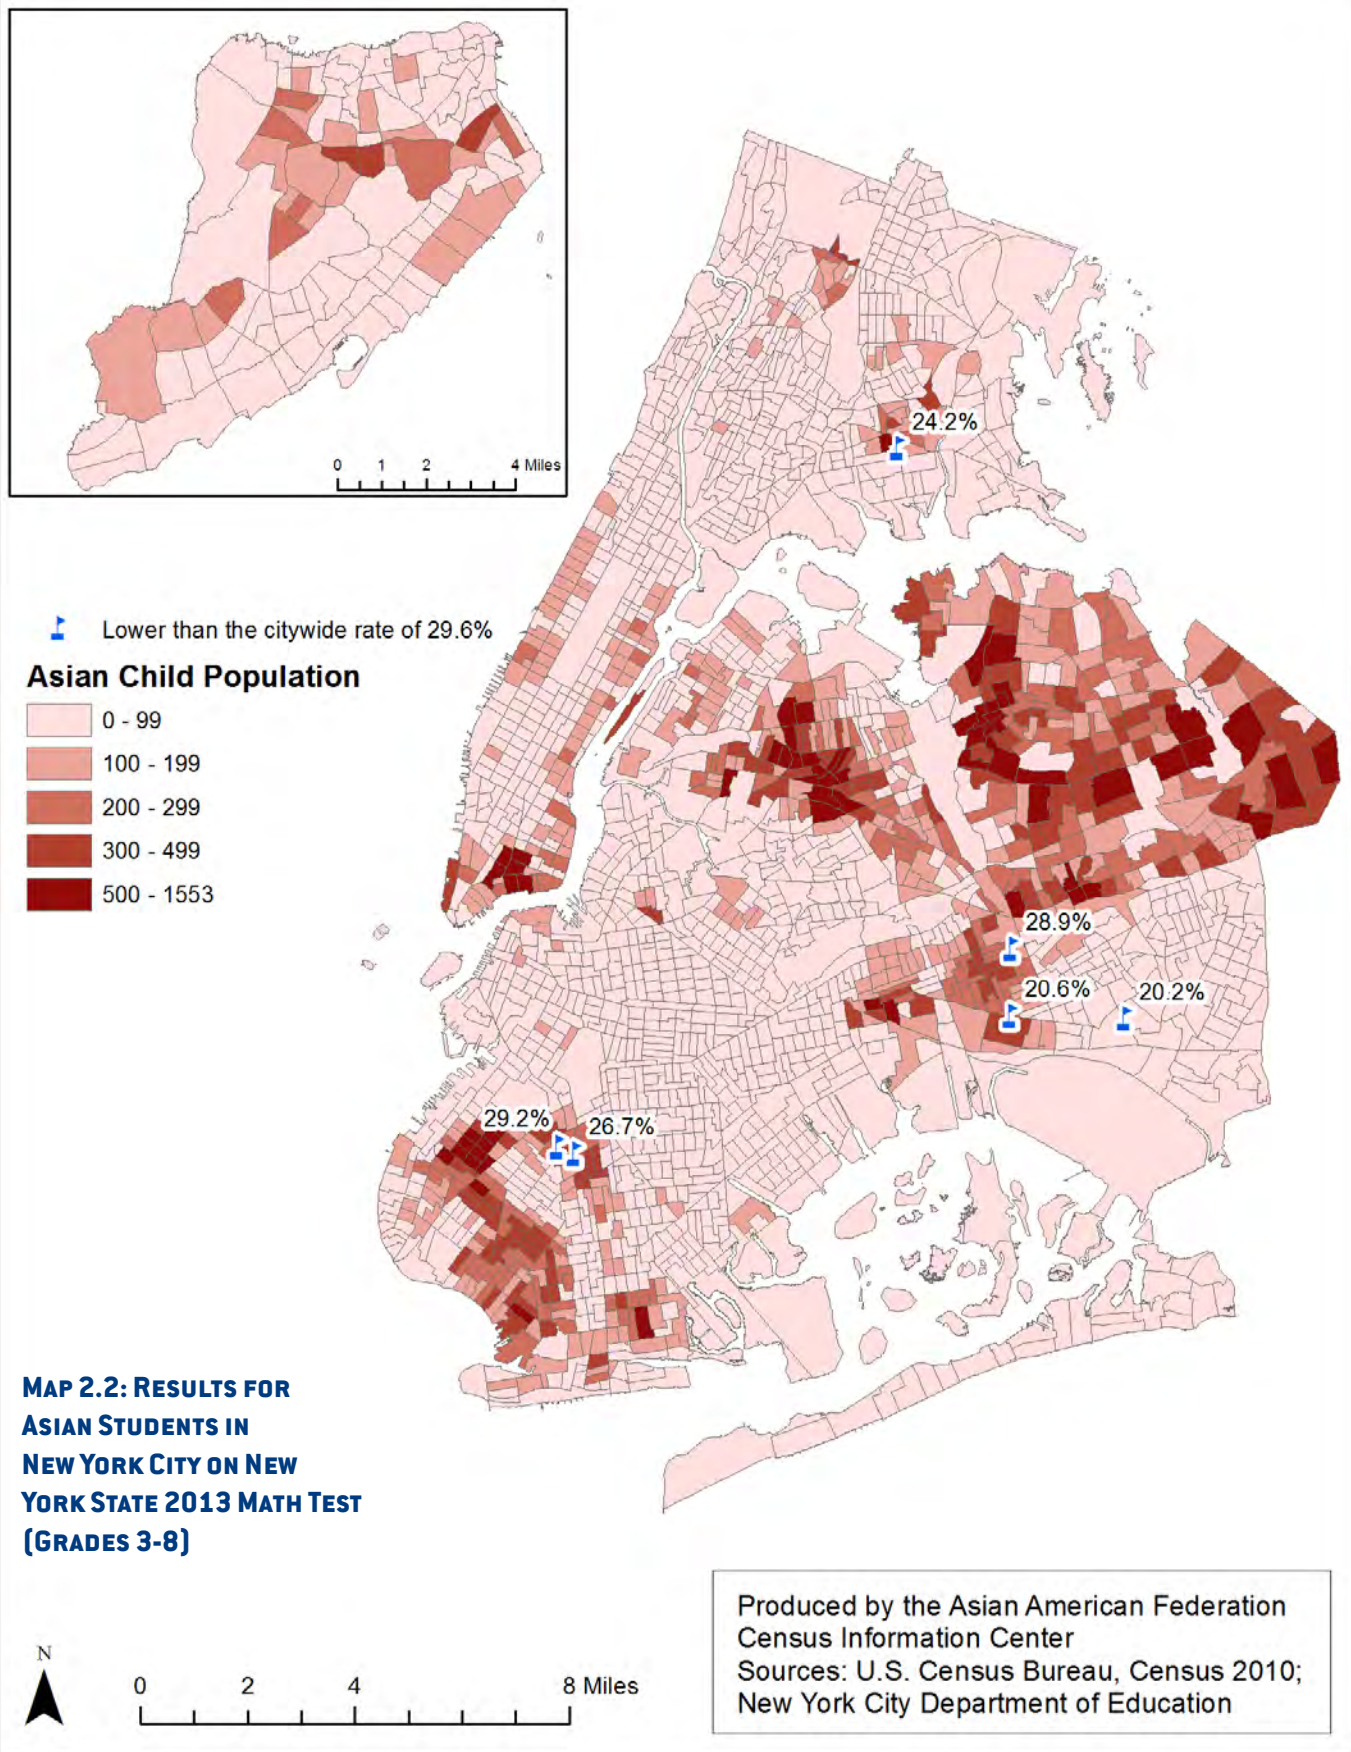 0 1 2 4 Miles
24.2%
Lower than the citywide rate of 29.6%
Asian Child Population
0 - 99
100 - 199
200 - 299
300 - 499
500 - 1553
28.9%
20.6%
20.2%
29.2%
26.7%
MAP 2.2: RESULTS FOR
ASIAN STUDENTS IN
NEW YORK CITY ON NEW
YORK STATE 2013 MATH TEST
(GRADES 3-8)
Produced by the Asian American Federation
Census Information Center
Sources: U.S. Census Bureau, Census 2010;
New York City Department of Education
N
0 2 4 8 Miles